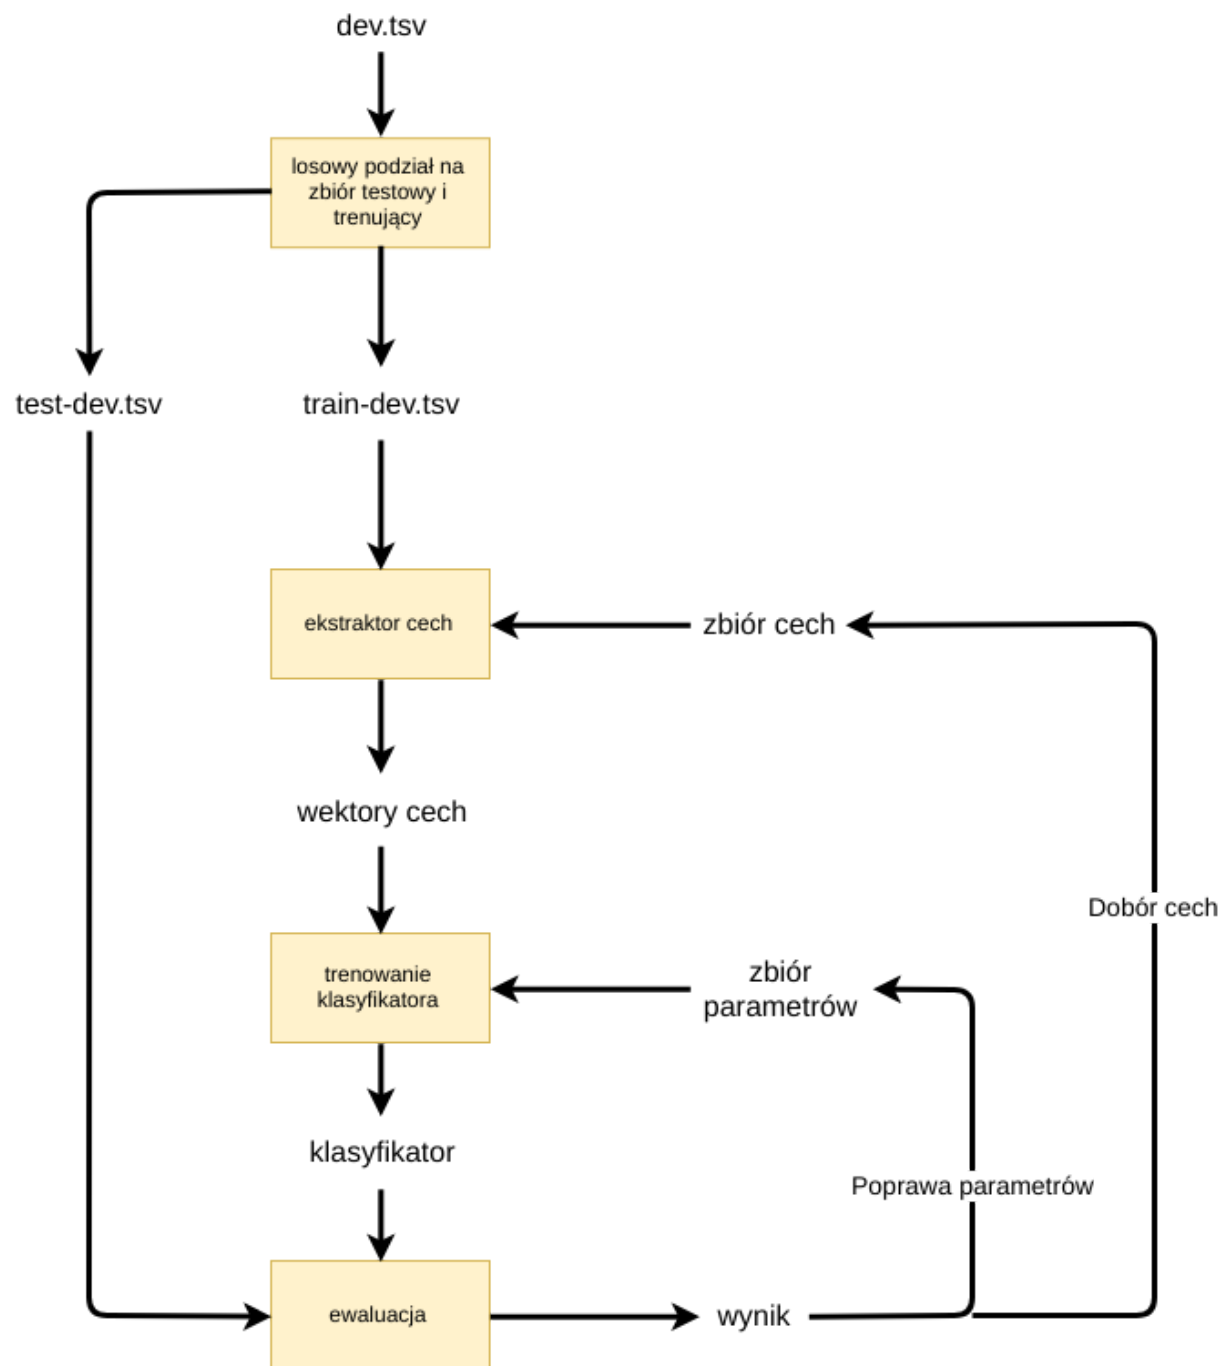 dev.tsv
losowy podział na
zbiór testowy i
trenujący
test-dev.tsv
train-dev.tsv
ekstraktor cech
zbiór cech
wektory cech
Dobór cech
trenowanie
klasyfikatora
zbiór
parametrów
klasyfikator
Poprawa parametrów
ewaluacja
wynik